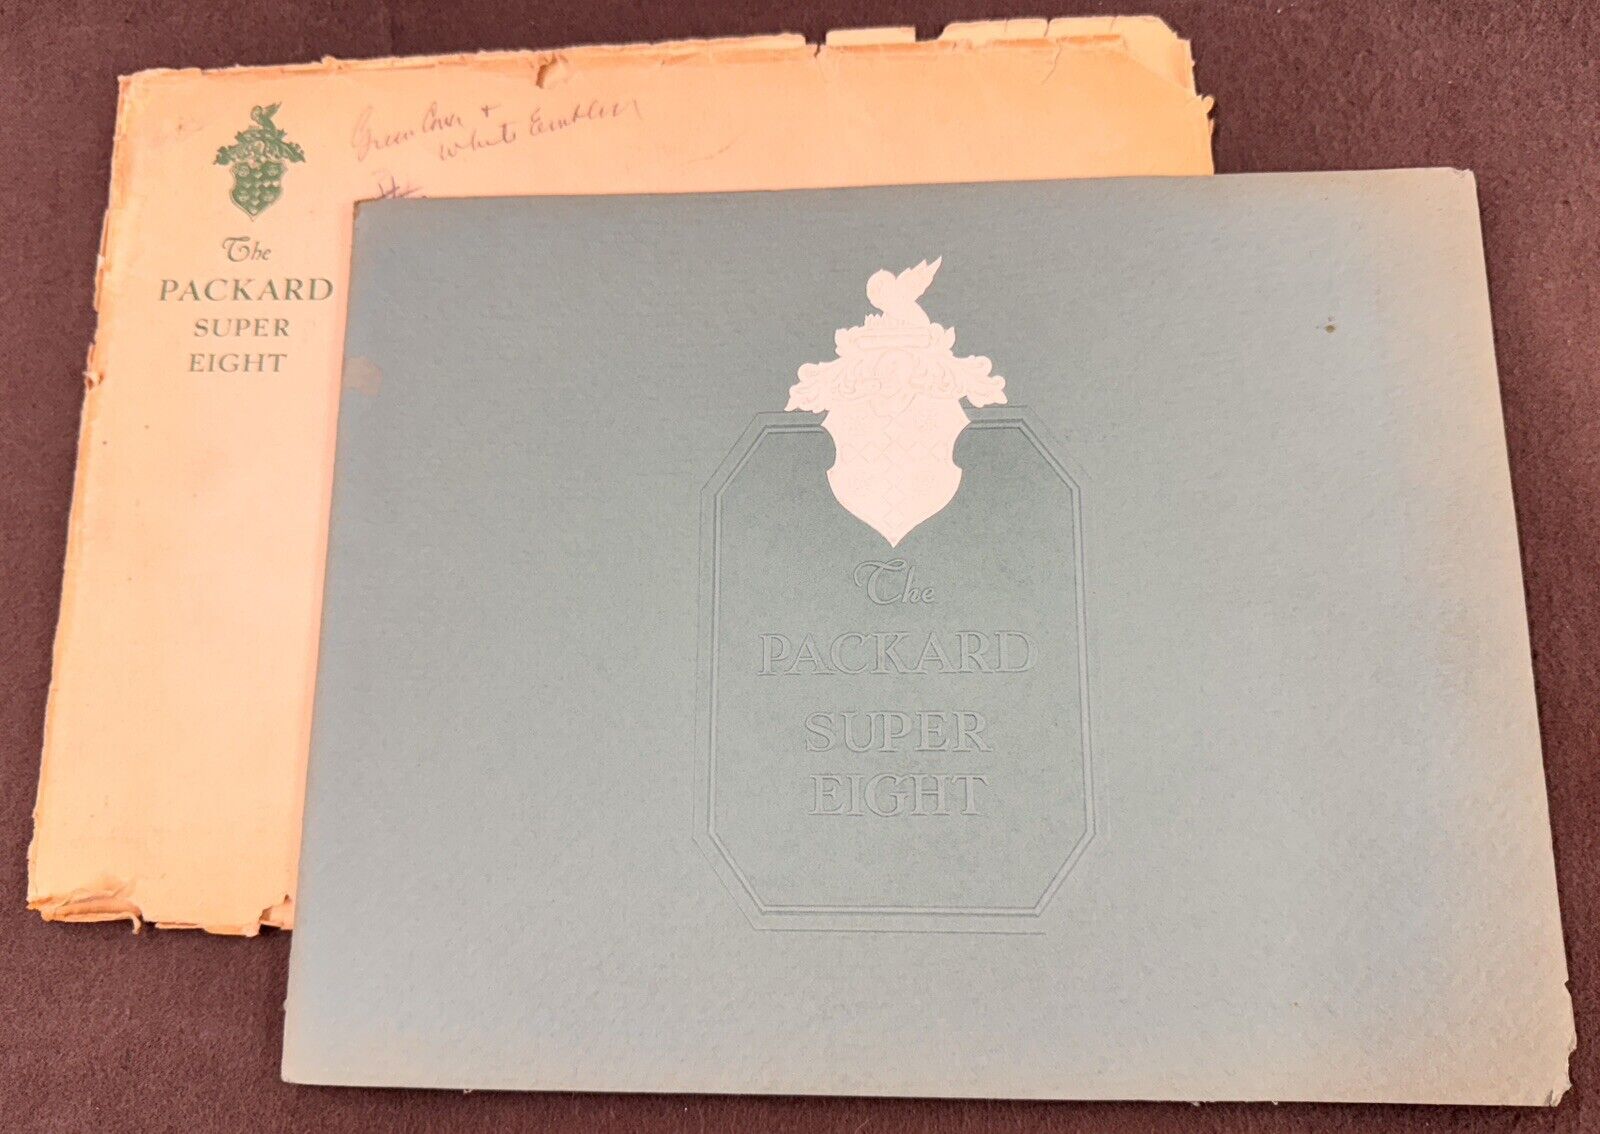 Green Cover &
White Emblem
The
PACKARD
SUPER
EIGHT
The
PACKARD
SUPER
EIGHT